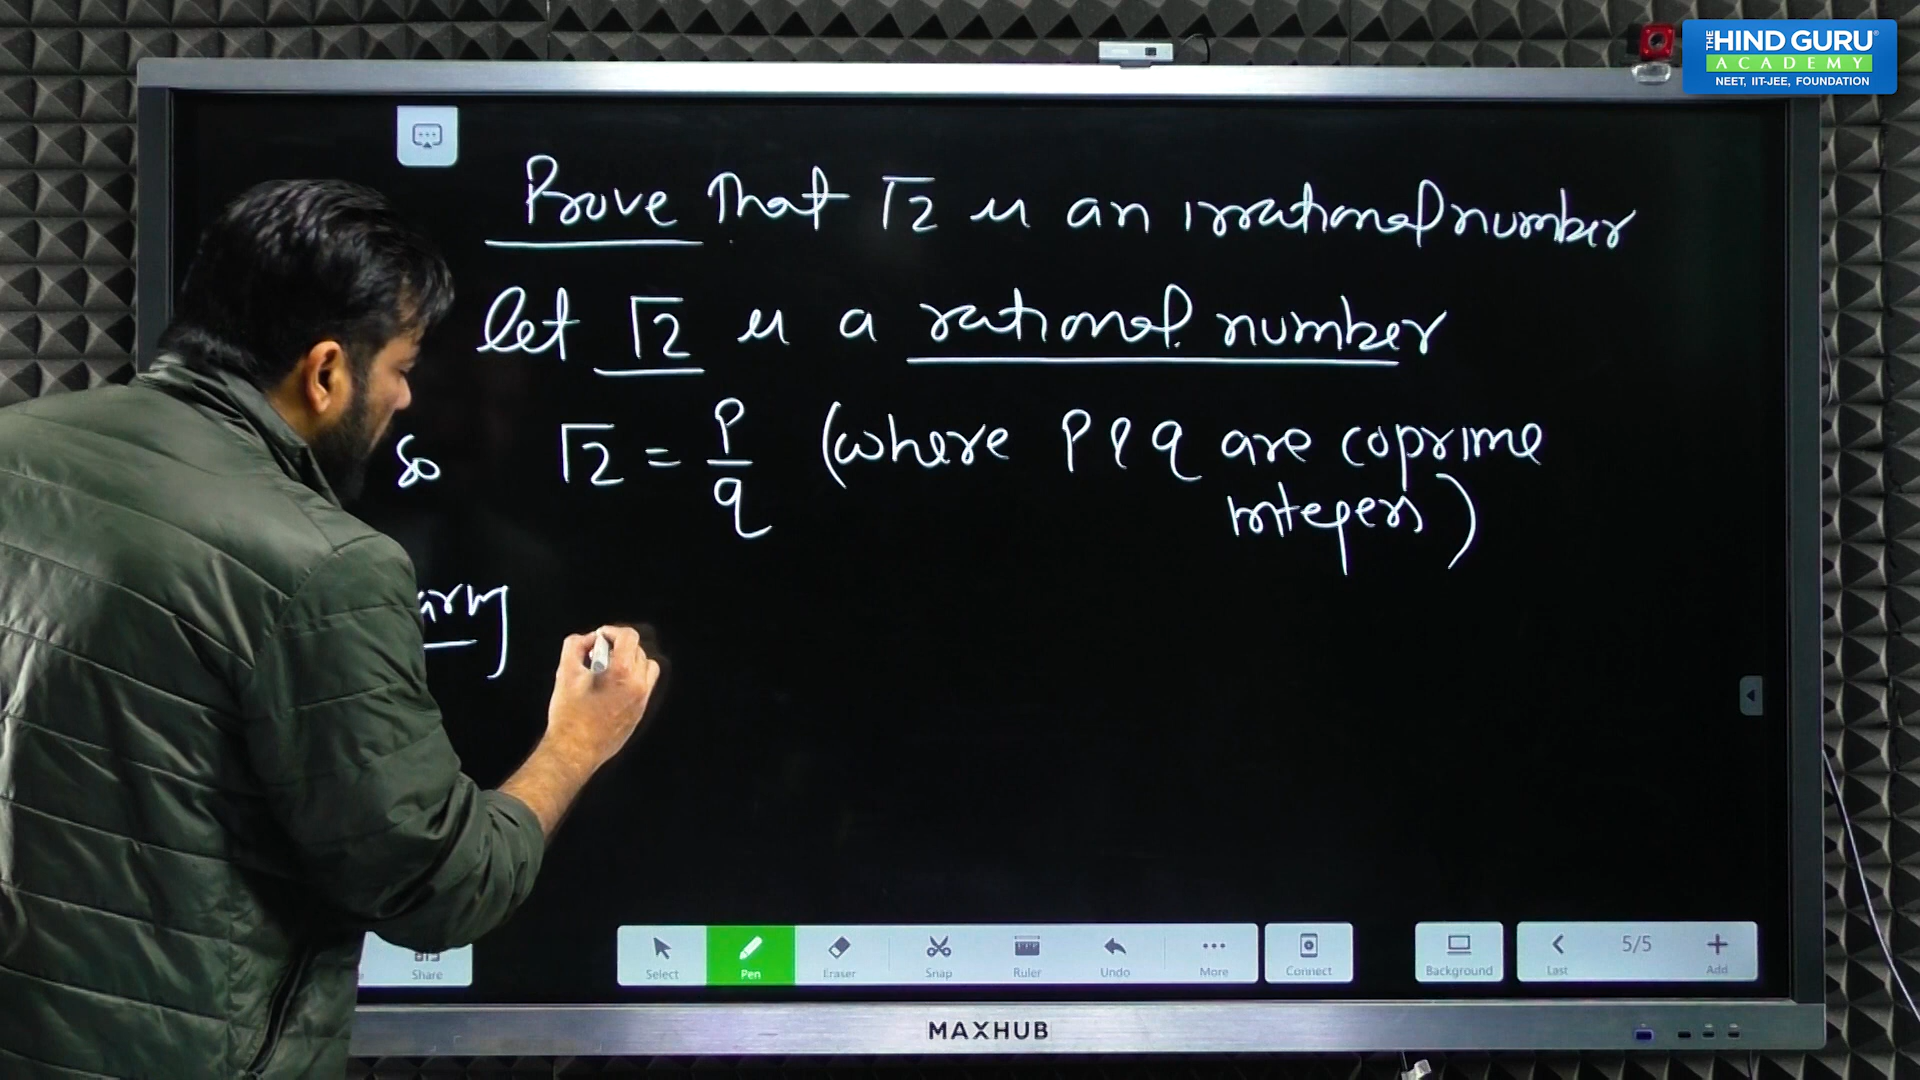 THE HIND GURU®
ACADEMY
NEET, IIT-JEE, FOUNDATION
Prove That √2 is an irrational number
let √2 is a rational number
so √2 = p/q (where P & q are coprime
integers)
Share
Select
Pen
Eraser
Snap
Ruler
Undo
More
Connect
Background
Last
5/5
Add
MAXHUB